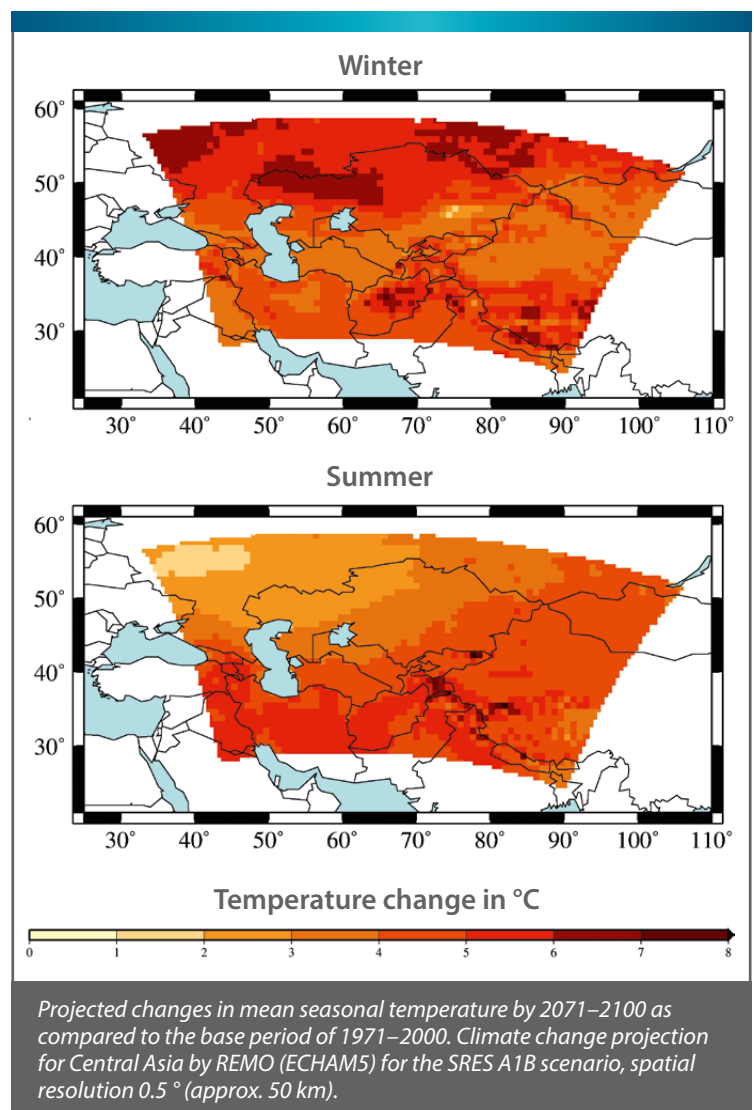 Winter
60°
50°
40°
30°
30° 40° 50° 60° 70° 80° 90° 100° 110°
Summer
60°
50°
40°
30°
30° 40° 50° 60° 70° 80° 90° 100° 110°
Temperature change in °C
0 1 2 3 4 5 6 7 8
Projected changes in mean seasonal temperature by 2071–2100 as
compared to the base period of 1971–2000. Climate change projection
for Central Asia by REMO (ECHAM5) for the SRES A1B scenario, spatial
resolution 0.5 ° (approx. 50 km).